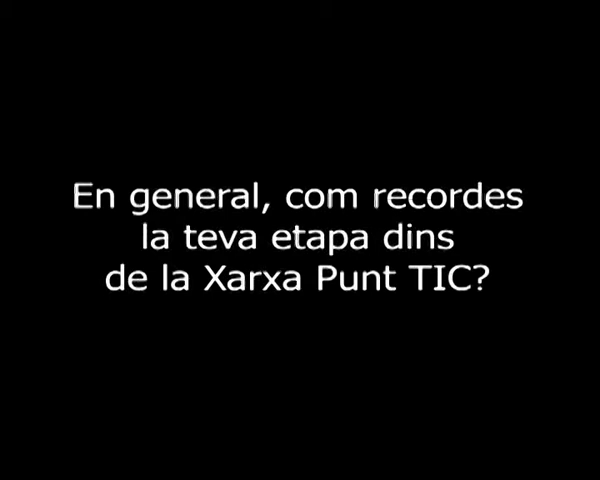 En general, com recordes
la teva etapa dins
de la Xarxa Punt TIC?